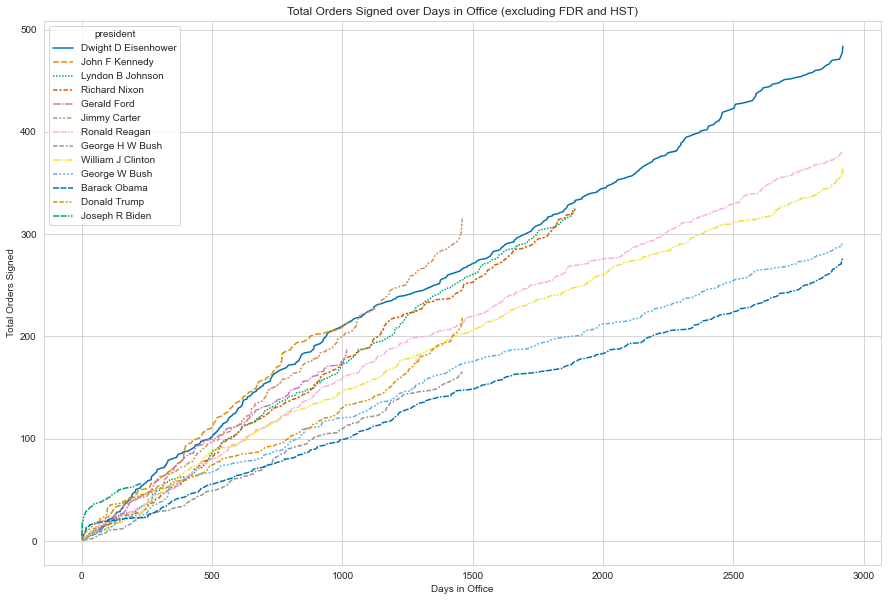 Total Orders Signed over Days in Office (excluding FDR and HST)
president
Dwight D Eisenhower
John F Kennedy
Lyndon B Johnson
Richard Nixon
Gerald Ford
Jimmy Carter
Ronald Reagan
George H W Bush
William J Clinton
George W Bush
Barack Obama
Donald Trump
Joseph R Biden
Total Orders Signed
500
400
300
200
100
0
0 500 1000 1500 2000 2500 3000
Days in Office